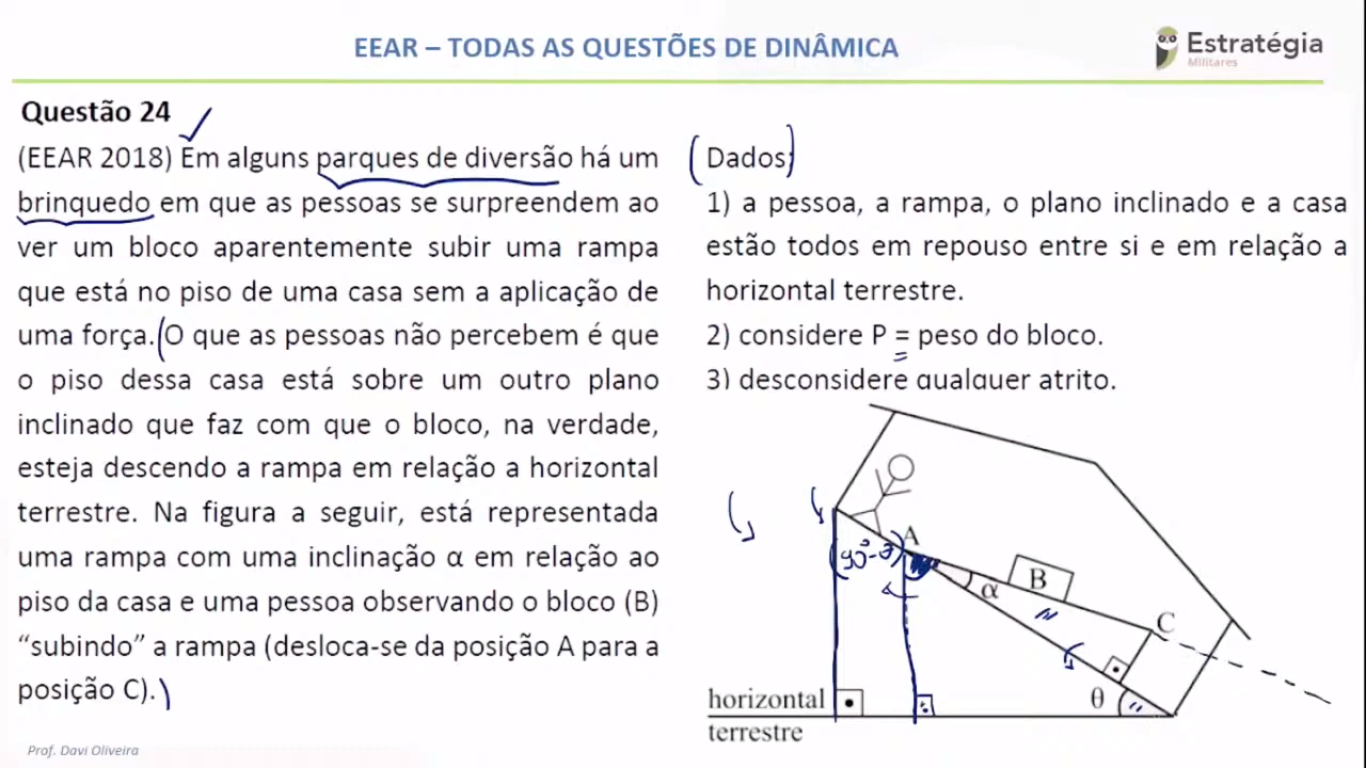 EEAR – TODAS AS QUESTÕES DE DINÂMICA
Estratégia
Militares
Questão 24
(EEAR 2018) Em alguns parques de diversão há um
brinquedo em que as pessoas se surpreendem ao
ver um bloco aparentemente subir uma rampa
que está no piso de uma casa sem a aplicação de
uma força. O que as pessoas não percebem é que
o piso dessa casa está sobre um outro plano
inclinado que faz com que o bloco, na verdade,
esteja descendo a rampa em relação a horizontal
terrestre. Na figura a seguir, está representada
uma rampa com uma inclinação α em relação ao
piso da casa e uma pessoa observando o bloco (B)
“subindo” a rampa (desloca-se da posição A para a
posição C).
Dados
1) a pessoa, a rampa, o plano inclinado e a casa
estão todos em repouso entre si e em relação a
horizontal terrestre.
2) considere P = peso do bloco.
3) desconsidere qualquer atrito.
A
B
α
C
θ
horizontal
terrestre
Prof. Davi Oliveira